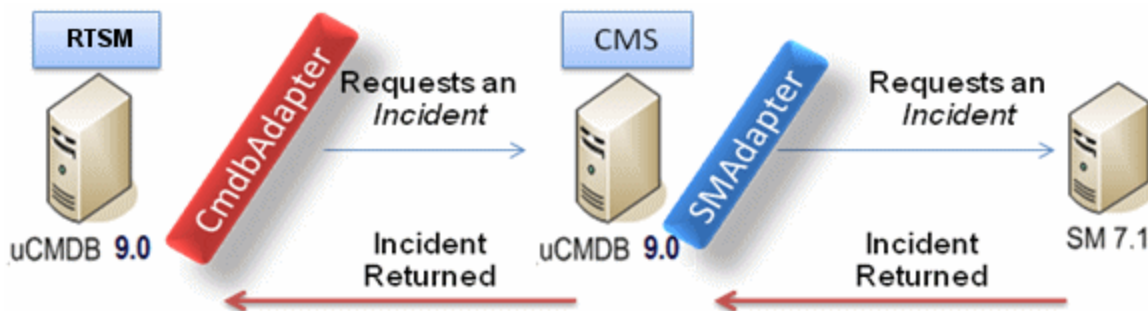 RTSM
CMS
CmdbAdapter
Requests an
Incident
SMAdapter
Requests an
Incident
uCMDB 9.0
Incident
Returned
uCMDB 9.0
Incident
Returned
SM 7.1